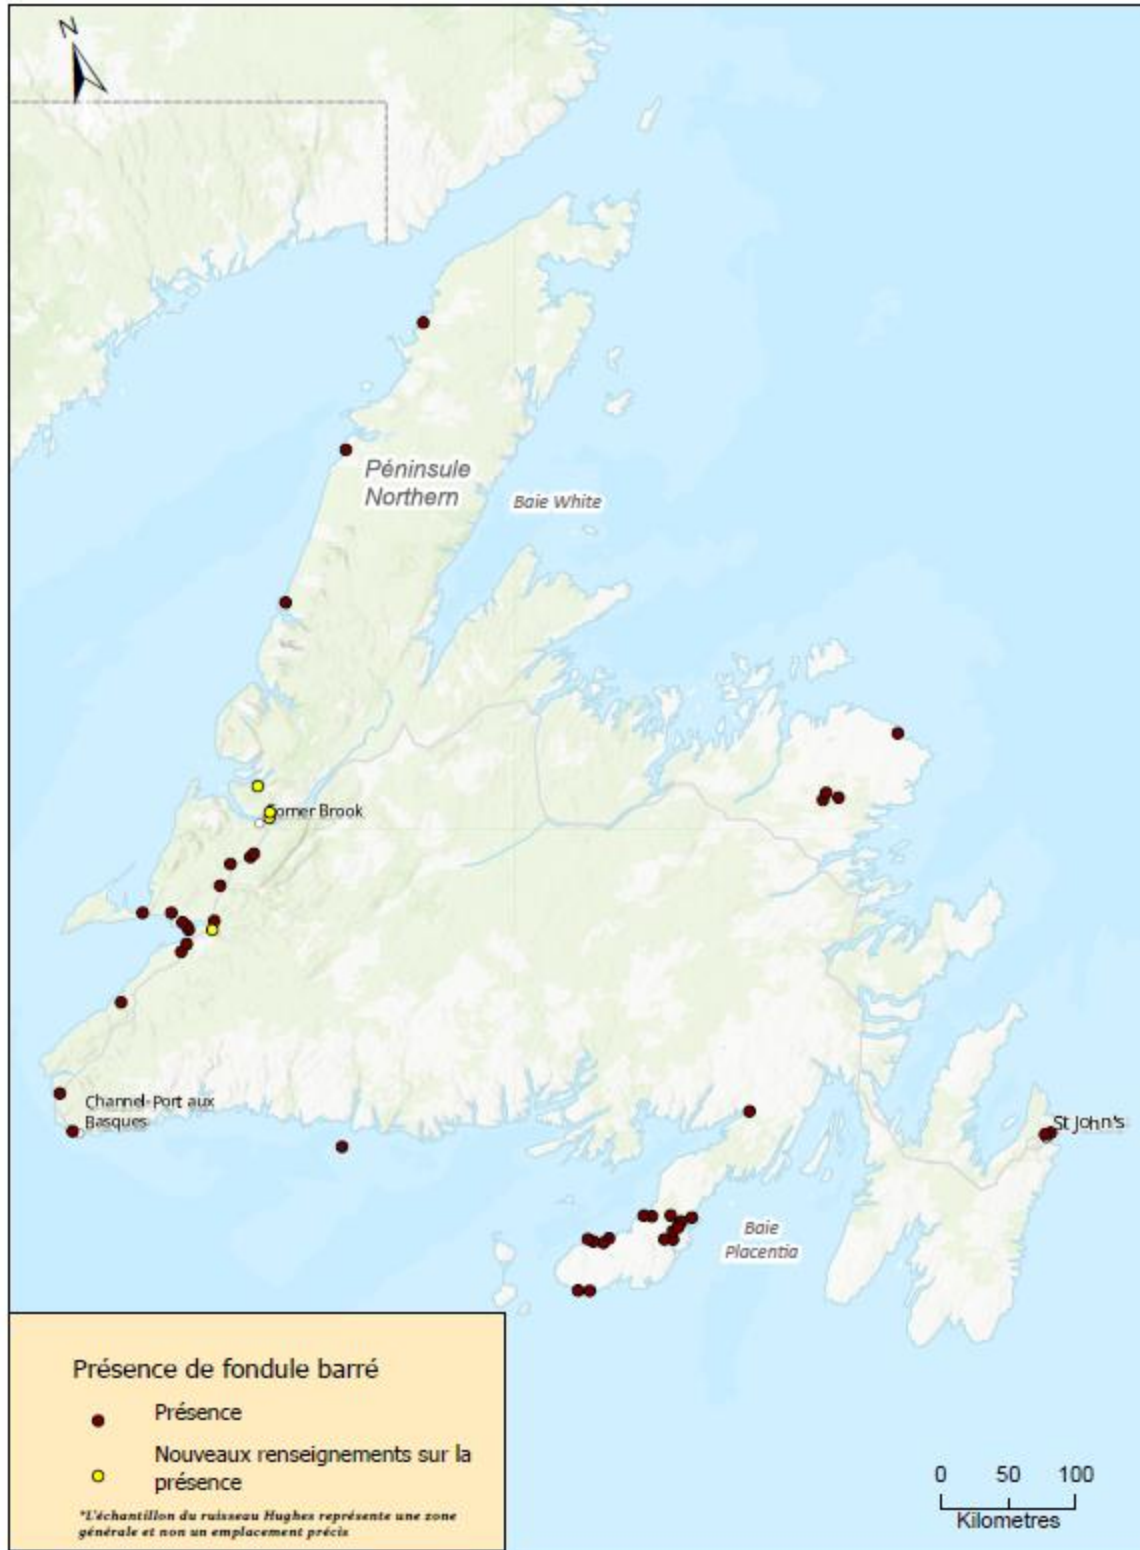 N
Péninsule
Northern
Baie White
Corner Brook
Channel-Port aux
Basques
St John's
Baie
Placentia
Présence de fondule barré
Présence
Nouveaux renseignements sur la
présence
*L'échantillon du ruisseau Hughes représente une zone
générale et non un emplacement précis
0 50 100
Kilometres